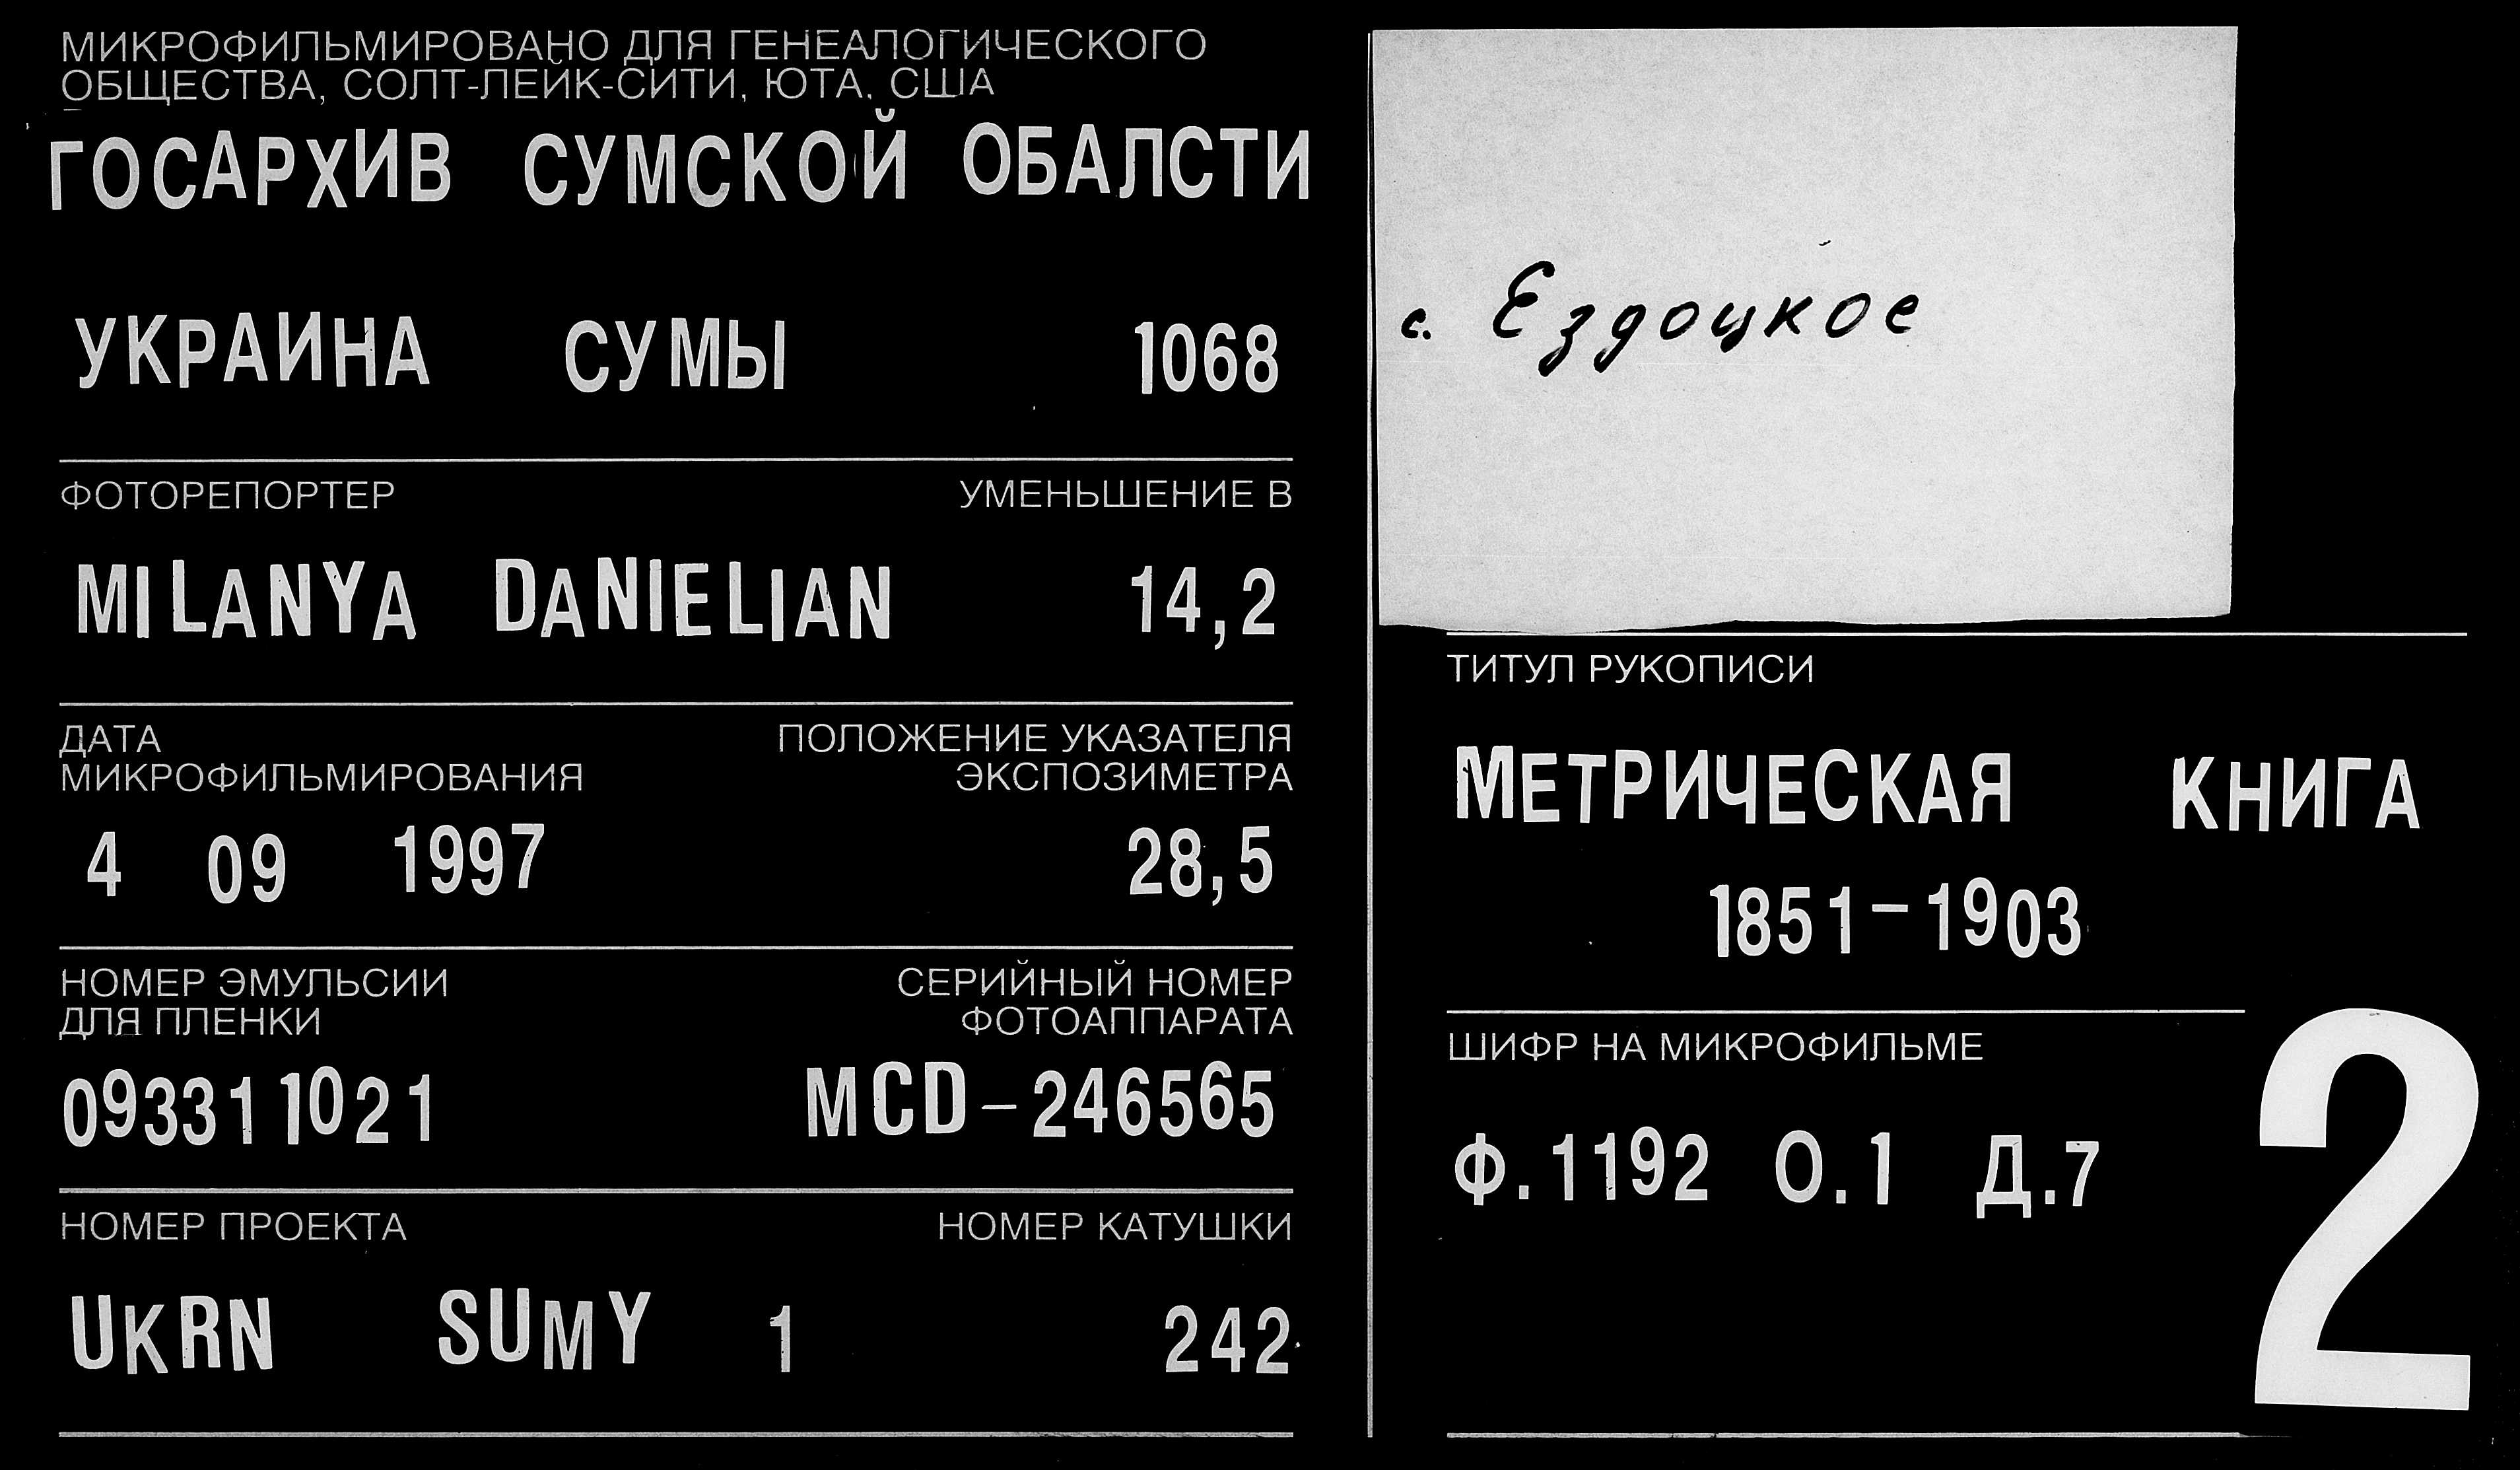 МИКРОФИЛЬМИРОВАНО ДЛЯ ГЕНЕАЛОГИЧЕСКОГО
ОБЩЕСТВА, СОЛТ-ЛЕЙК-СИТИ, ЮТА, США
ГОСАРХИВ СУМСКОЙ ОБАЛСТИ
УКРАИНА СУМЫ 1068
ФОТОРЕПОРТЕР УМЕНЬШЕНИЕ В
MILANYA DANIELIAN 14,2
ДАТА ПОЛОЖЕНИЕ УКАЗАТЕЛЯ
МИКРОФИЛЬМИРОВАНИЯ ЭКСПОЗИМЕТРА
4 09 1997 28,5
НОМЕР ЭМУЛЬСИИ СЕРИЙНЫЙ НОМЕР
ДЛЯ ПЛЕНКИ ФОТОАППАРАТА
093311021 MCD-246565
НОМЕР ПРОЕКТА НОМЕР КАТУШКИ
UKRN SUMY 1 242
с. Ездоцкое
ТИТУЛ РУКОПИСИ
МЕТРИЧЕСКАЯ КНИГА
1851-1903
ШИФР НА МИКРОФИЛЬМЕ
Ф.1192 О.1 Д.7
2